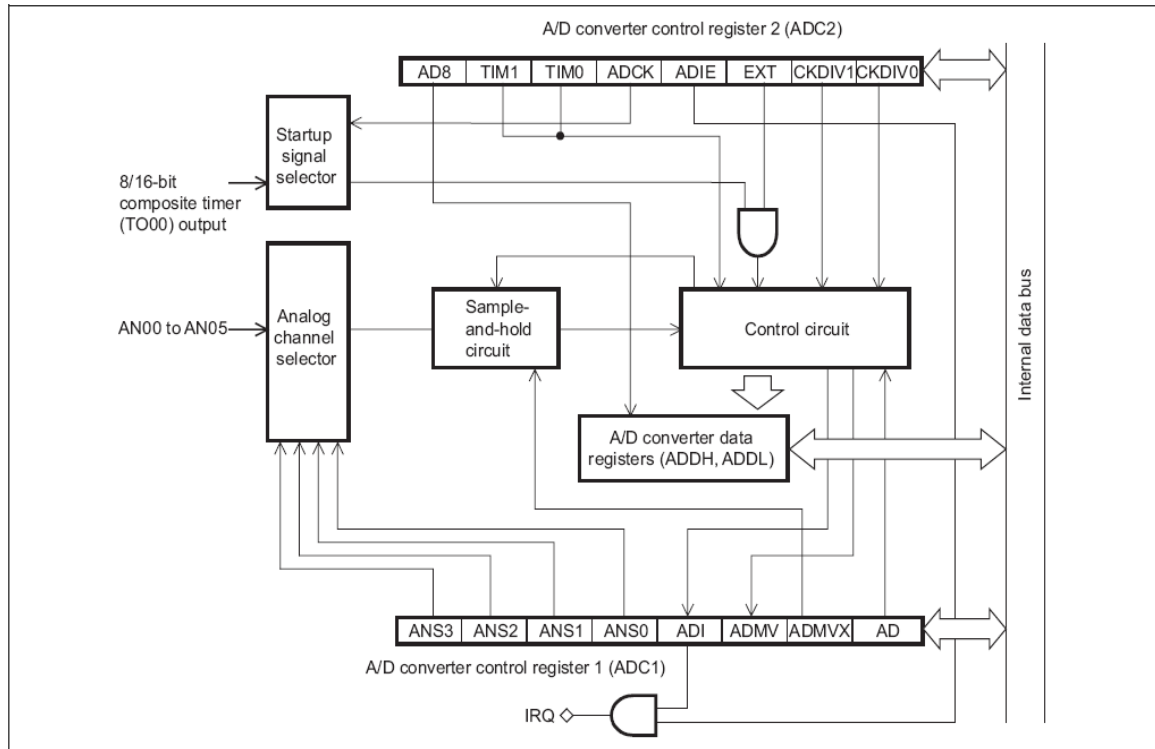 A/D converter control register 2 (ADC2)
AD8 TIM1 TIM0 ADCK ADIE EXT CKDIV1 CKDIV0
Startup
signal
selector
8/16-bit
composite timer
(TO00) output
AN00 to AN05
Analog
channel
selector
Sample-
and-hold
circuit
Control circuit
Internal data bus
A/D converter data
registers (ADDH, ADDL)
ANS3 ANS2 ANS1 ANS0 ADI ADMV ADMVX AD
A/D converter control register 1 (ADC1)
IRQ